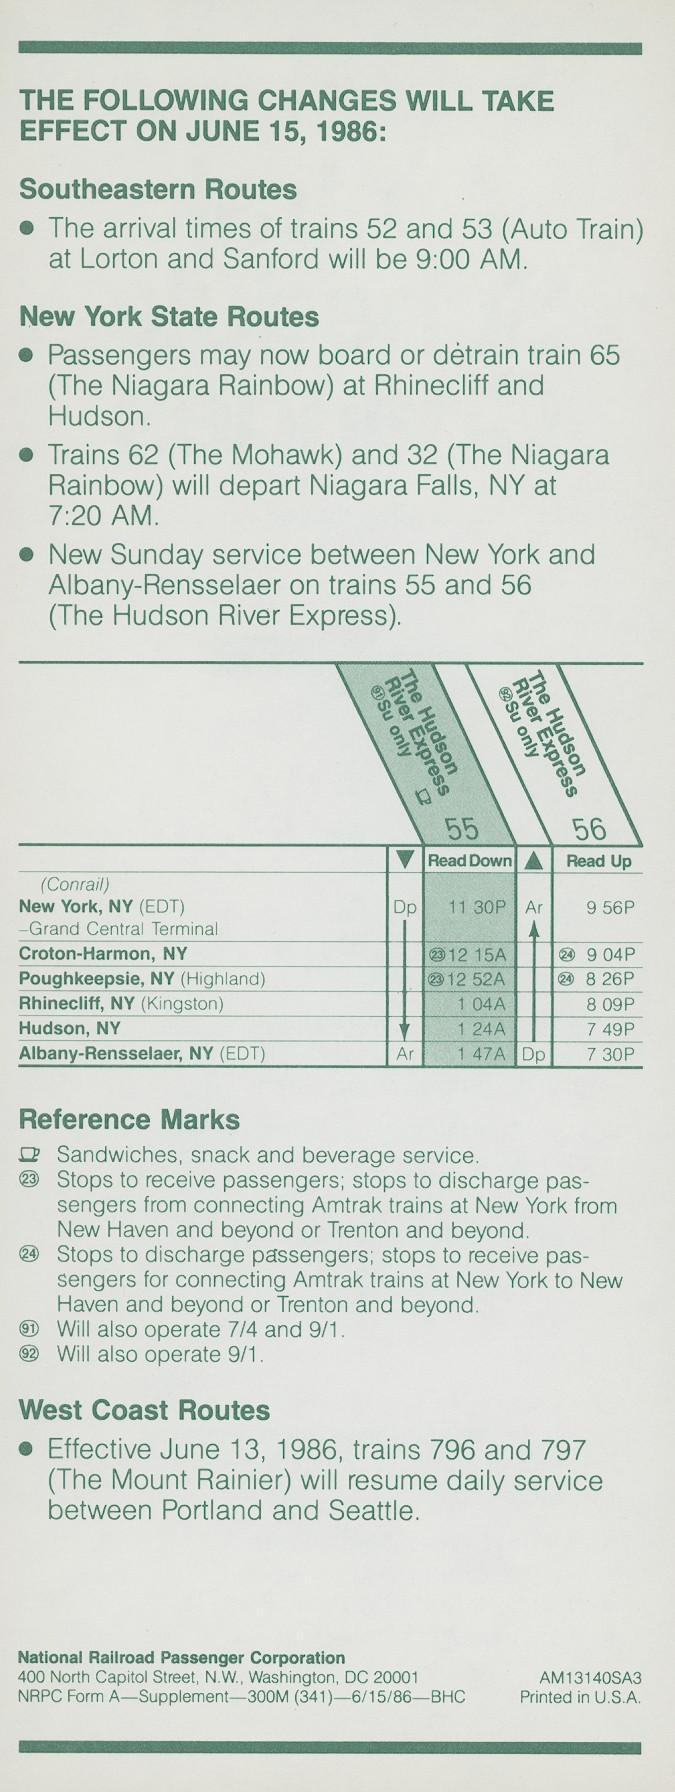 THE FOLLOWING CHANGES WILL TAKE
EFFECT ON JUNE 15, 1986:
Southeastern Routes
● The arrival times of trains 52 and 53 (Auto Train)
at Lorton and Sanford will be 9:00 AM.
New York State Routes
● Passengers may now board or detrain train 65
(The Niagara Rainbow) at Rhinecliff and
Hudson.
● Trains 62 (The Mohawk) and 32 (The Niagara
Rainbow) will depart Niagara Falls, NY at
7:20 AM.
● New Sunday service between New York and
Albany-Rensselaer on trains 55 and 56
(The Hudson River Express).
The Hudson
River Express
㉛Su only
55
The Hudson
River Express
92 Su only
56
▼ Read Down ▲ Read Up
(Conrail)
New York, NY (EDT) Dp 11 30P Ar 9 56P
–Grand Central Terminal
Croton-Harmon, NY ㉓12 15A ㉔ 9 04P
Poughkeepsie, NY (Highland) ㉓12 52A ㉔ 8 26P
Rhinecliff, NY (Kingston) 1 04A 8 09P
Hudson, NY 1 24A 7 49P
Albany-Rensselaer, NY (EDT) Ar 1 47A Dp 7 30P
Reference Marks
Sandwiches, snack and beverage service.
㉓ Stops to receive passengers; stops to discharge pas-
sengers from connecting Amtrak trains at New York from
New Haven and beyond or Trenton and beyond.
㉔ Stops to discharge passengers; stops to receive pas-
sengers for connecting Amtrak trains at New York to New
Haven and beyond or Trenton and beyond.
91 Will also operate 7/4 and 9/1.
92 Will also operate 9/1.
West Coast Routes
● Effective June 13, 1986, trains 796 and 797
(The Mount Rainier) will resume daily service
between Portland and Seattle.
National Railroad Passenger Corporation
400 North Capitol Street, N.W., Washington, DC 20001 AM13140SA3
NRPC Form A—Supplement—300M (341)—6/15/86—BHC Printed in U.S.A.